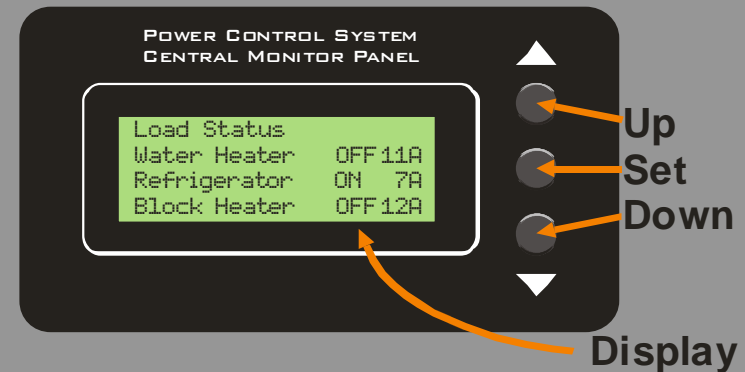 POWER CONTROL SYSTEM
CENTRAL MONITOR PANEL
Load Status
Water Heater OFF 11A
Refrigerator ON 7A
Block Heater OFF 12A
Up
Set
Down
Display